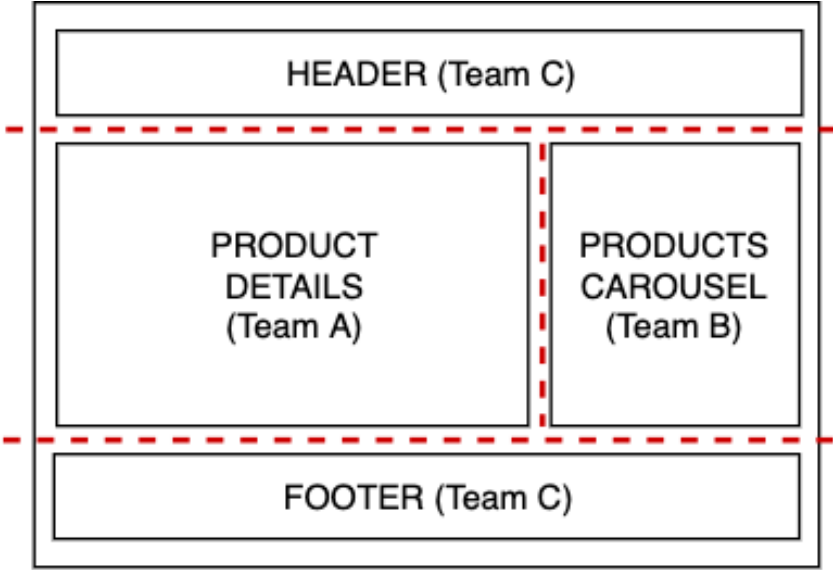 HEADER (Team C)
PRODUCT
DETAILS
(Team A)
PRODUCTS
CAROUSEL
(Team B)
FOOTER (Team C)